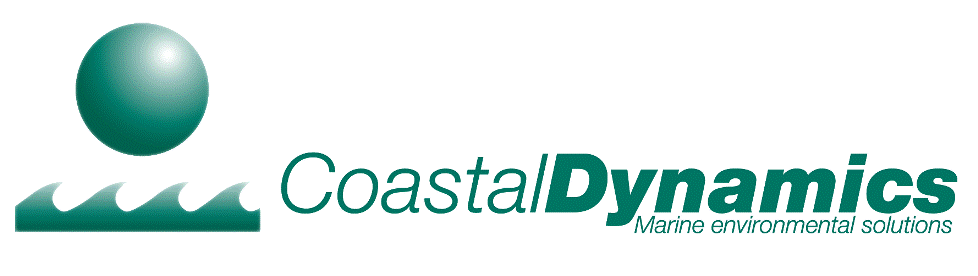 CoastalDynamics
Marine environmental solutions